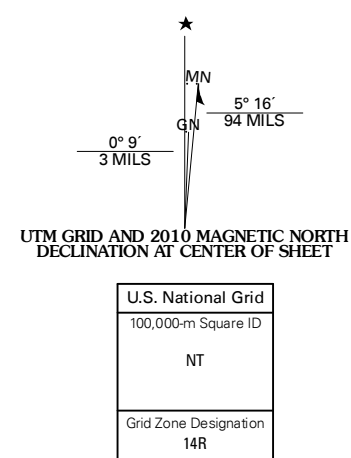 MN
5° 16´
94 MILS
GN
0° 9´
3 MILS
UTM GRID AND 2010 MAGNETIC NORTH
DECLINATION AT CENTER OF SHEET
U.S. National Grid
100,000-m Square ID
NT
Grid Zone Designation
14R